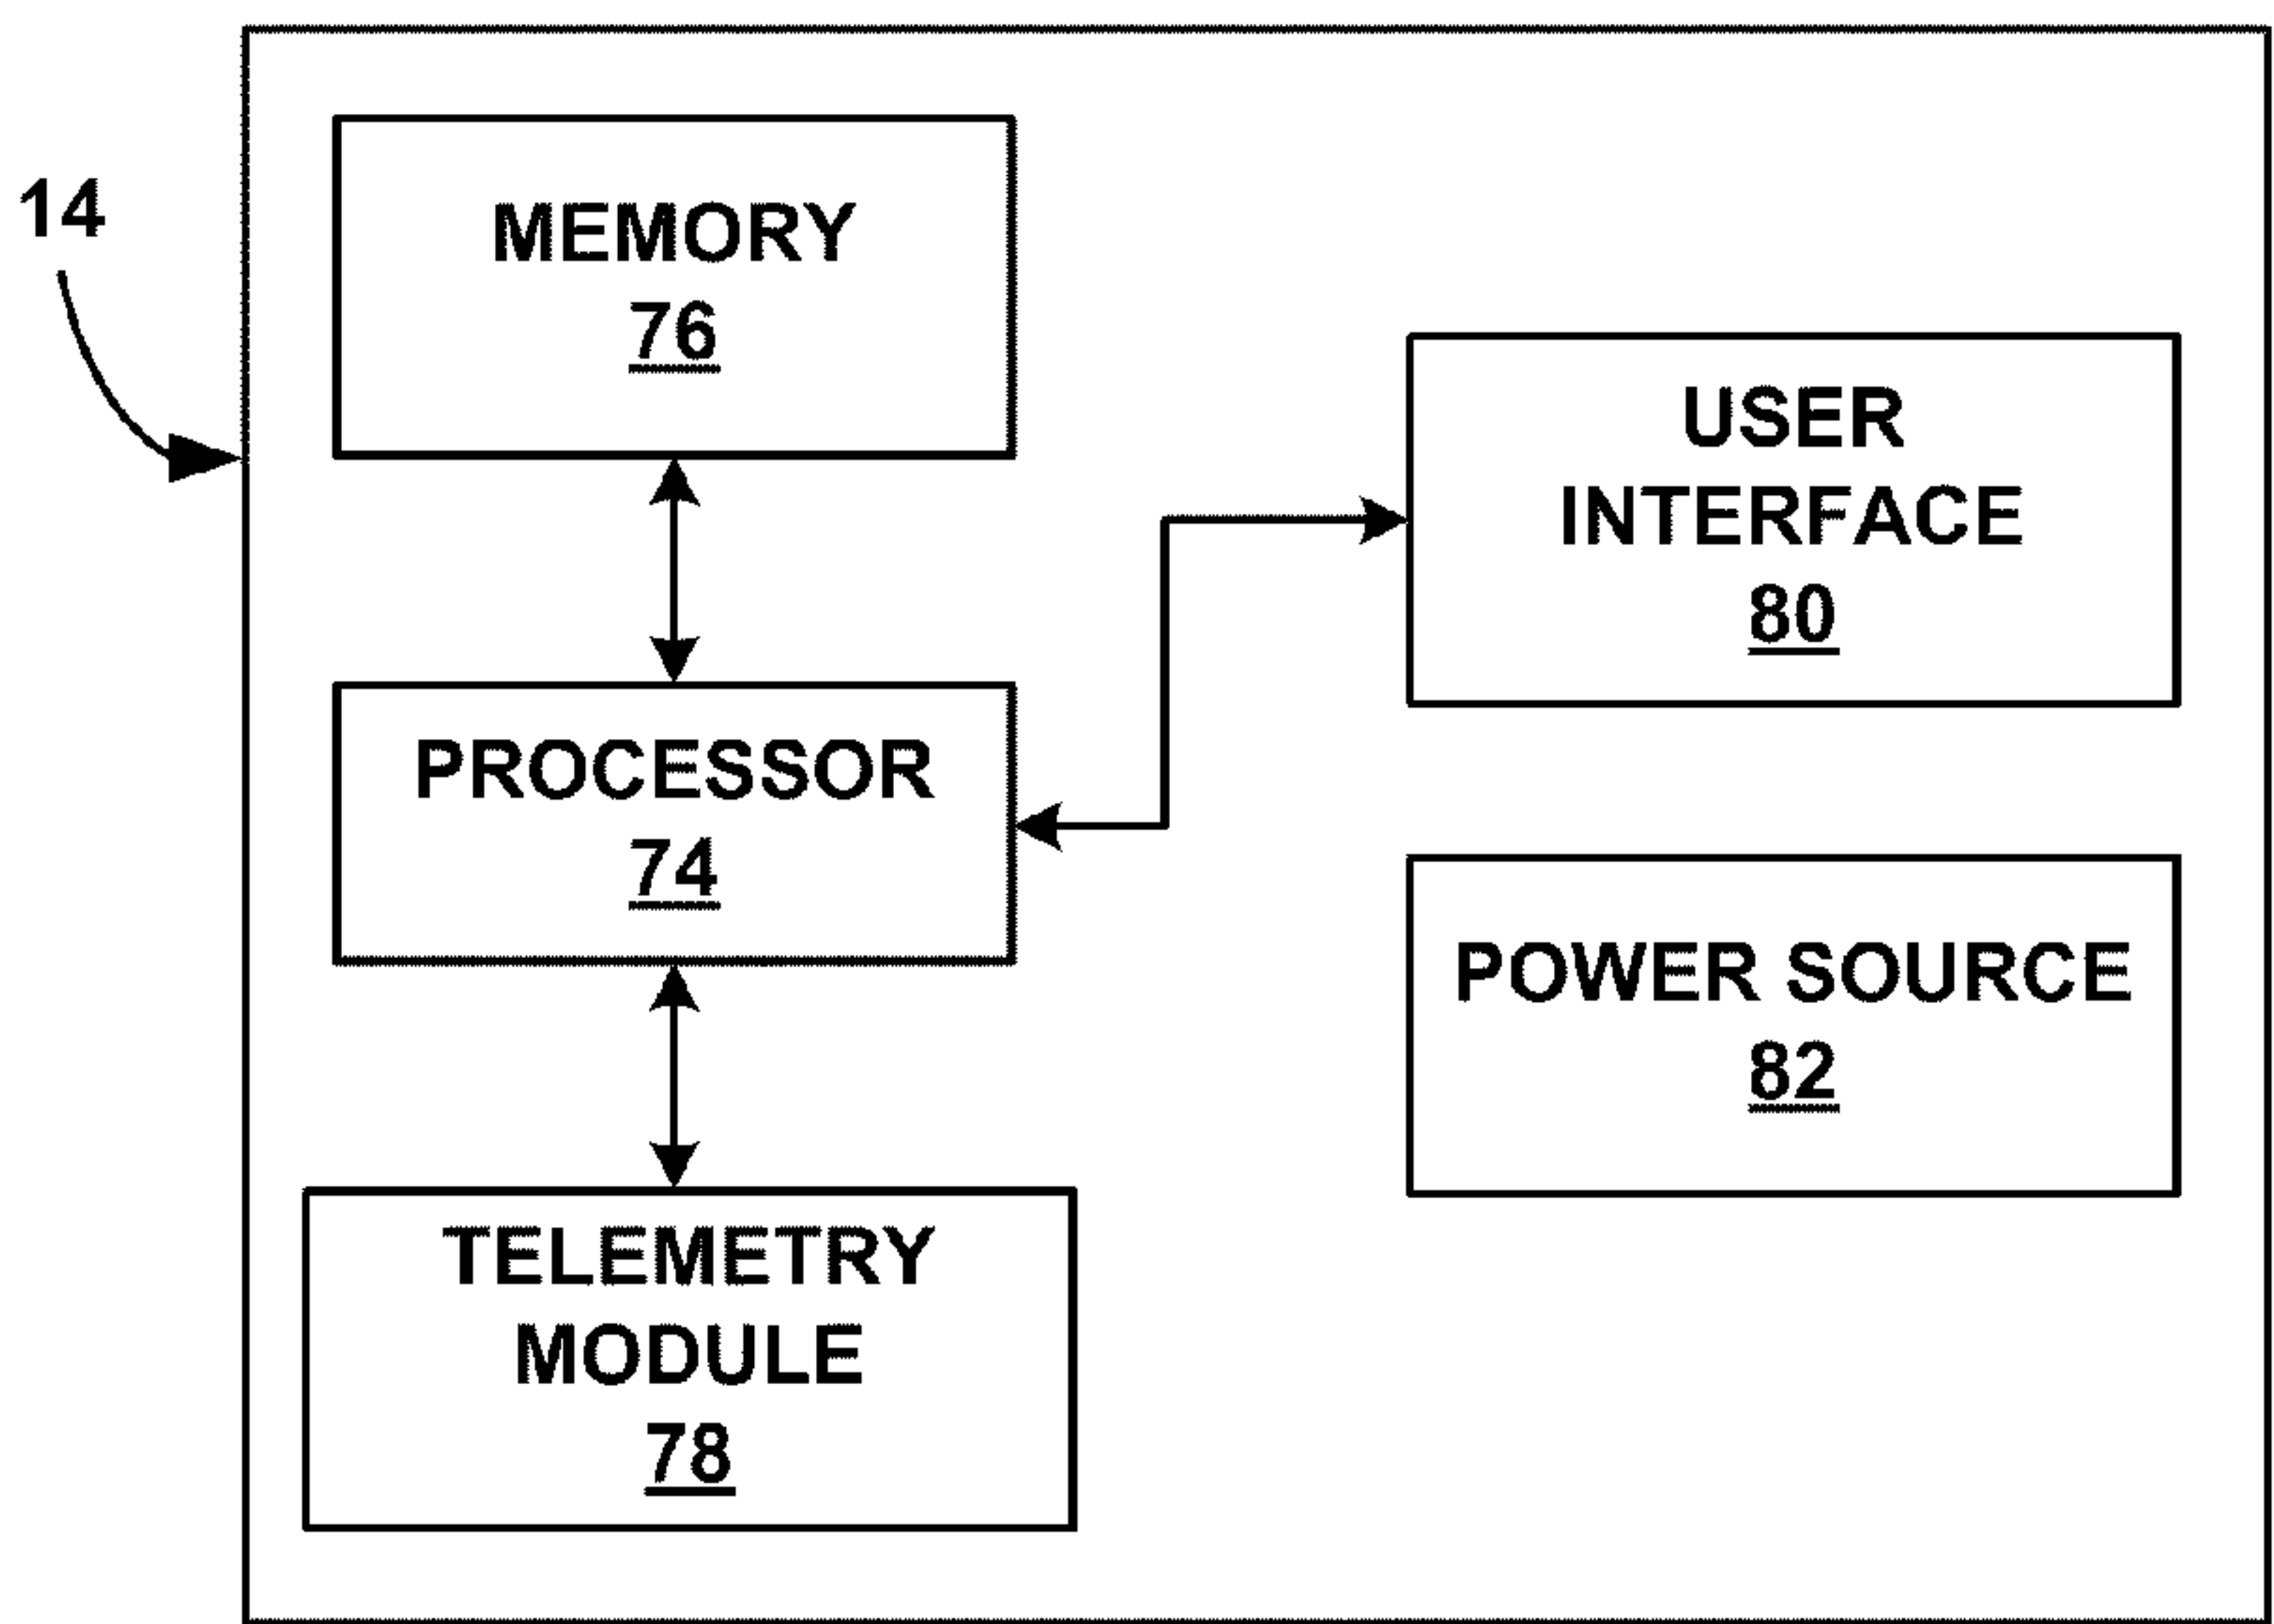 14
MEMORY
76
USER
INTERFACE
80
PROCESSOR
74
POWER SOURCE
82
TELEMETRY
MODULE
78